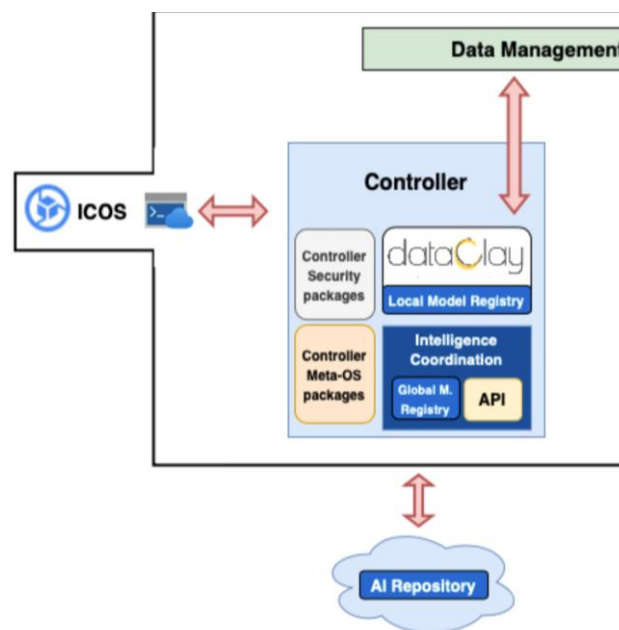 Data Management
Controller
ICOS
Controller
Security
packages
dataClay
Local Model Registry
Controller
Meta-OS
packages
Intelligence
Coordination
Global M.
Registry
API
AI Repository